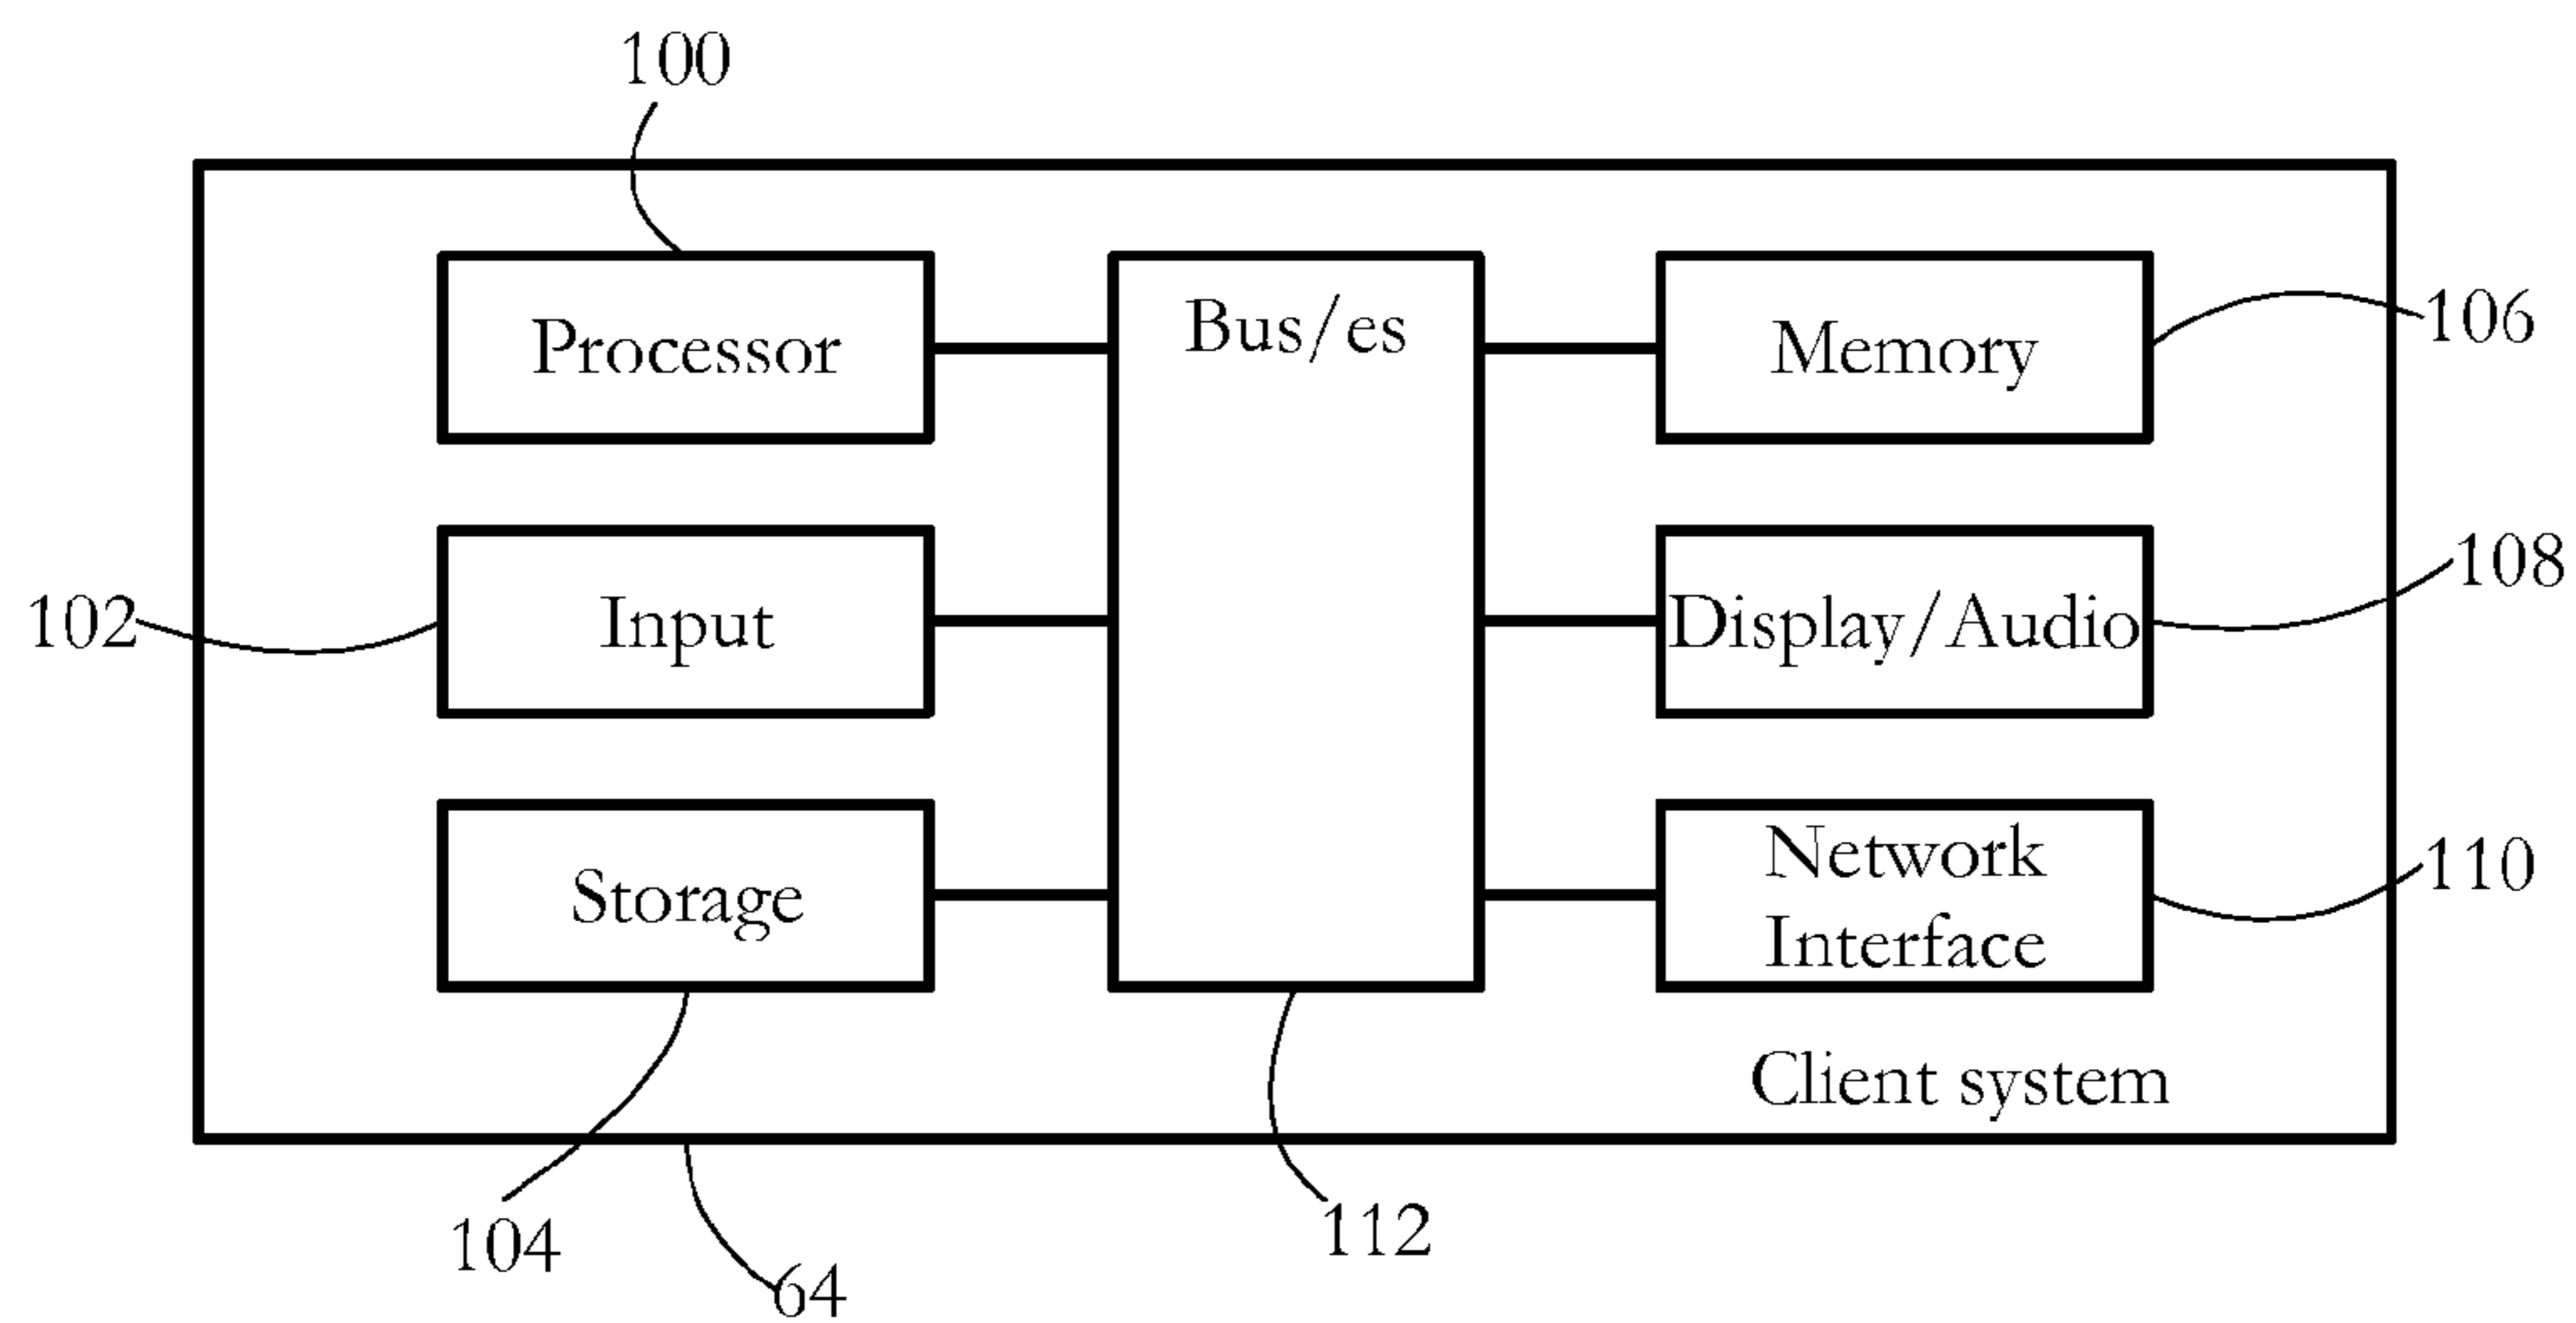 100
Processor
Bus/es
Memory
106
102
Input
Display/Audio
108
Storage
Network
Interface
110
Client system
104
64
112